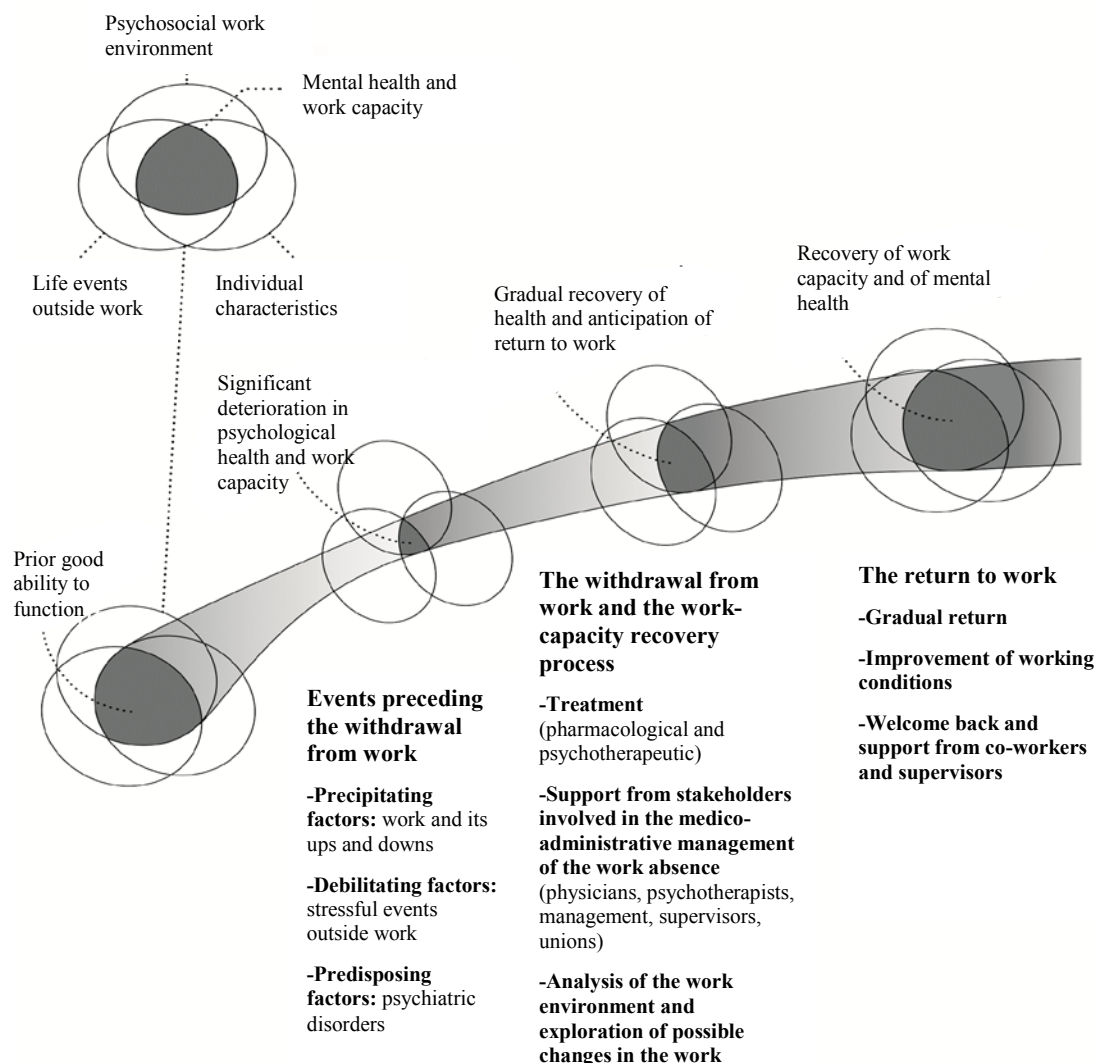 Psychosocial work
environment
Mental health and
work capacity
Life events
outside work
Individual
characteristics
Recovery of work
capacity and of mental
health
Gradual recovery of
health and anticipation of
return to work
Significant
deterioration in
psychological
health and work
capacity
Prior good
ability to
function
Events preceding
the withdrawal
from work
-Precipitating
factors: work and its
ups and downs
-Debilitating factors:
stressful events
outside work
-Predisposing
factors: psychiatric
disorders
The withdrawal from
work and the work-
capacity recovery
process
-Treatment
(pharmacological and
psychotherapeutic)
-Support from stakeholders
involved in the medico-
administrative management
of the work absence
(physicians, psychotherapists,
management, supervisors,
unions)
-Analysis of the work
environment and
exploration of possible
changes in the work
The return to work
-Gradual return
-Improvement of working
conditions
-Welcome back and
support from co-workers
and supervisors